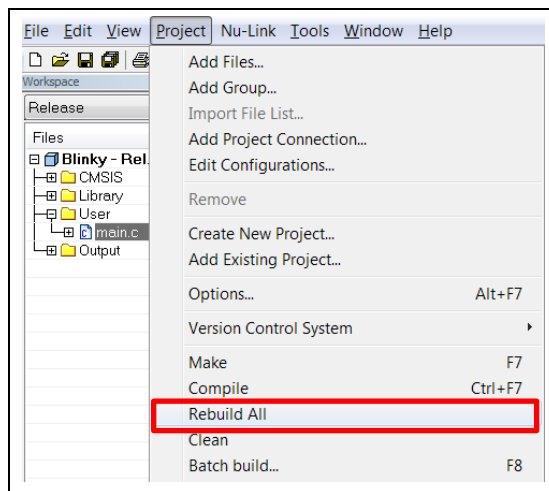 File Edit View Project Nu-Link Tools Window Help
Workspace
Release
Files
Blinky - Rel.
CMSIS
Library
User
main.c
Output
Add Files...
Add Group...
Import File List...
Add Project Connection...
Edit Configurations...
Remove
Create New Project...
Add Existing Project...
Options... Alt+F7
Version Control System
Make F7
Compile Ctrl+F7
Rebuild All
Clean
Batch build... F8